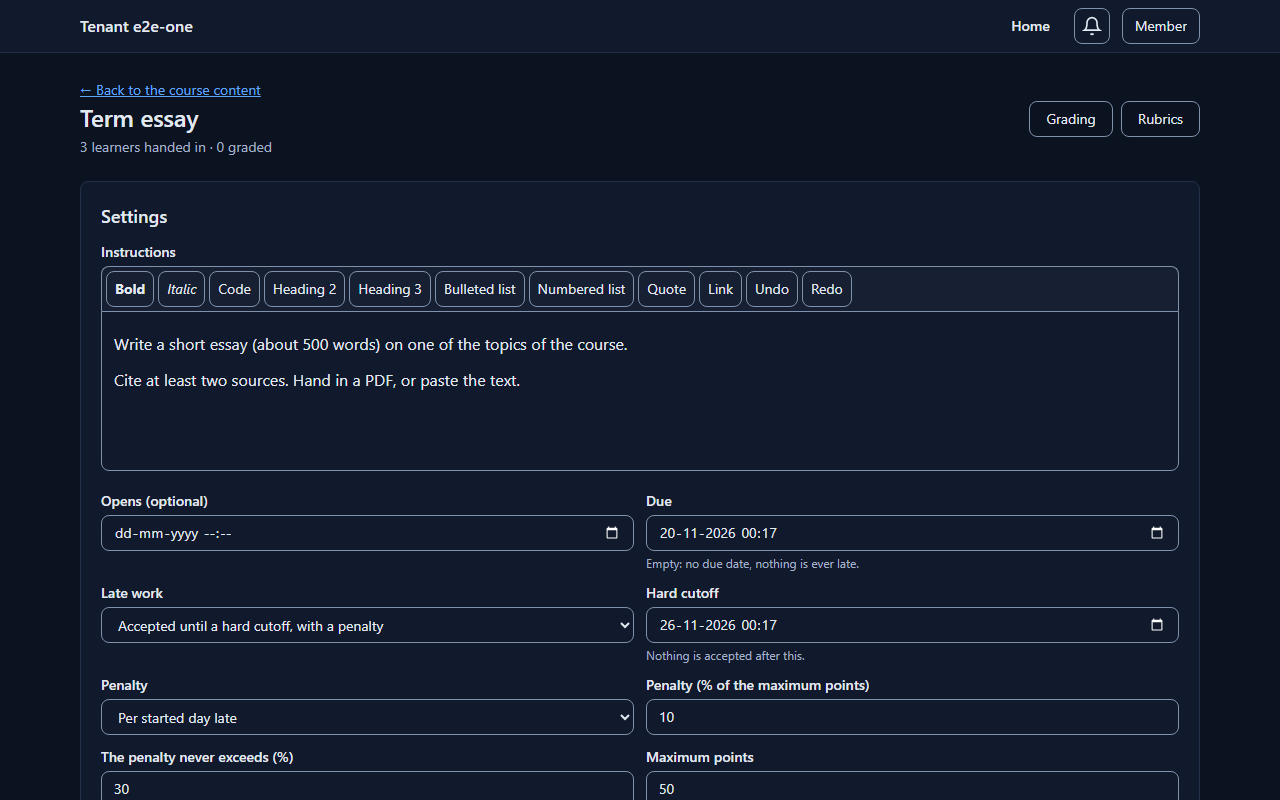 Tenant e2e-one
Home
Member
← Back to the course content
Term essay
3 learners handed in · 0 graded
Grading
Rubrics
Settings
Instructions
Bold Italic Code Heading 2 Heading 3 Bulleted list Numbered list Quote Link Undo Redo
Write a short essay (about 500 words) on one of the topics of the course.
Cite at least two sources. Hand in a PDF, or paste the text.
Opens (optional)
dd-mm-yyyy --:--
Due
20-11-2026 00:17
Empty: no due date, nothing is ever late.
Late work
Accepted until a hard cutoff, with a penalty
Hard cutoff
26-11-2026 00:17
Nothing is accepted after this.
Penalty
Per started day late
Penalty (% of the maximum points)
10
The penalty never exceeds (%)
30
Maximum points
50